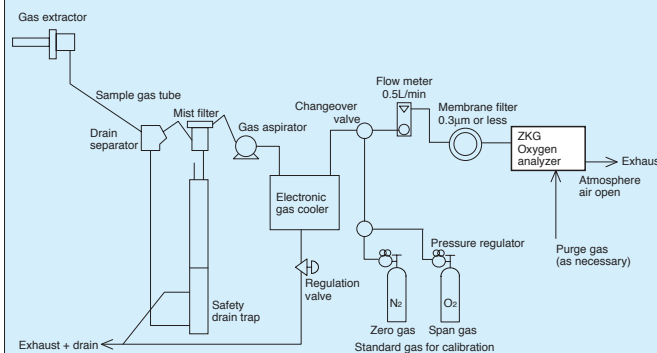 Gas extractor
Sample gas tube
Drain
separator
Mist filter
Gas aspirator
Changeover
valve
Flow meter
0.5L/min
Membrane filter
0.3μm or less
ZKG
Oxygen
analyzer
Exhaust
Atmosphere
air open
Purge gas
(as necessary)
Electronic
gas cooler
Pressure regulator
Regulation
valve
N2
O2
Zero gas
Span gas
Standard gas for calibration
Safety
drain trap
Exhaust + drain